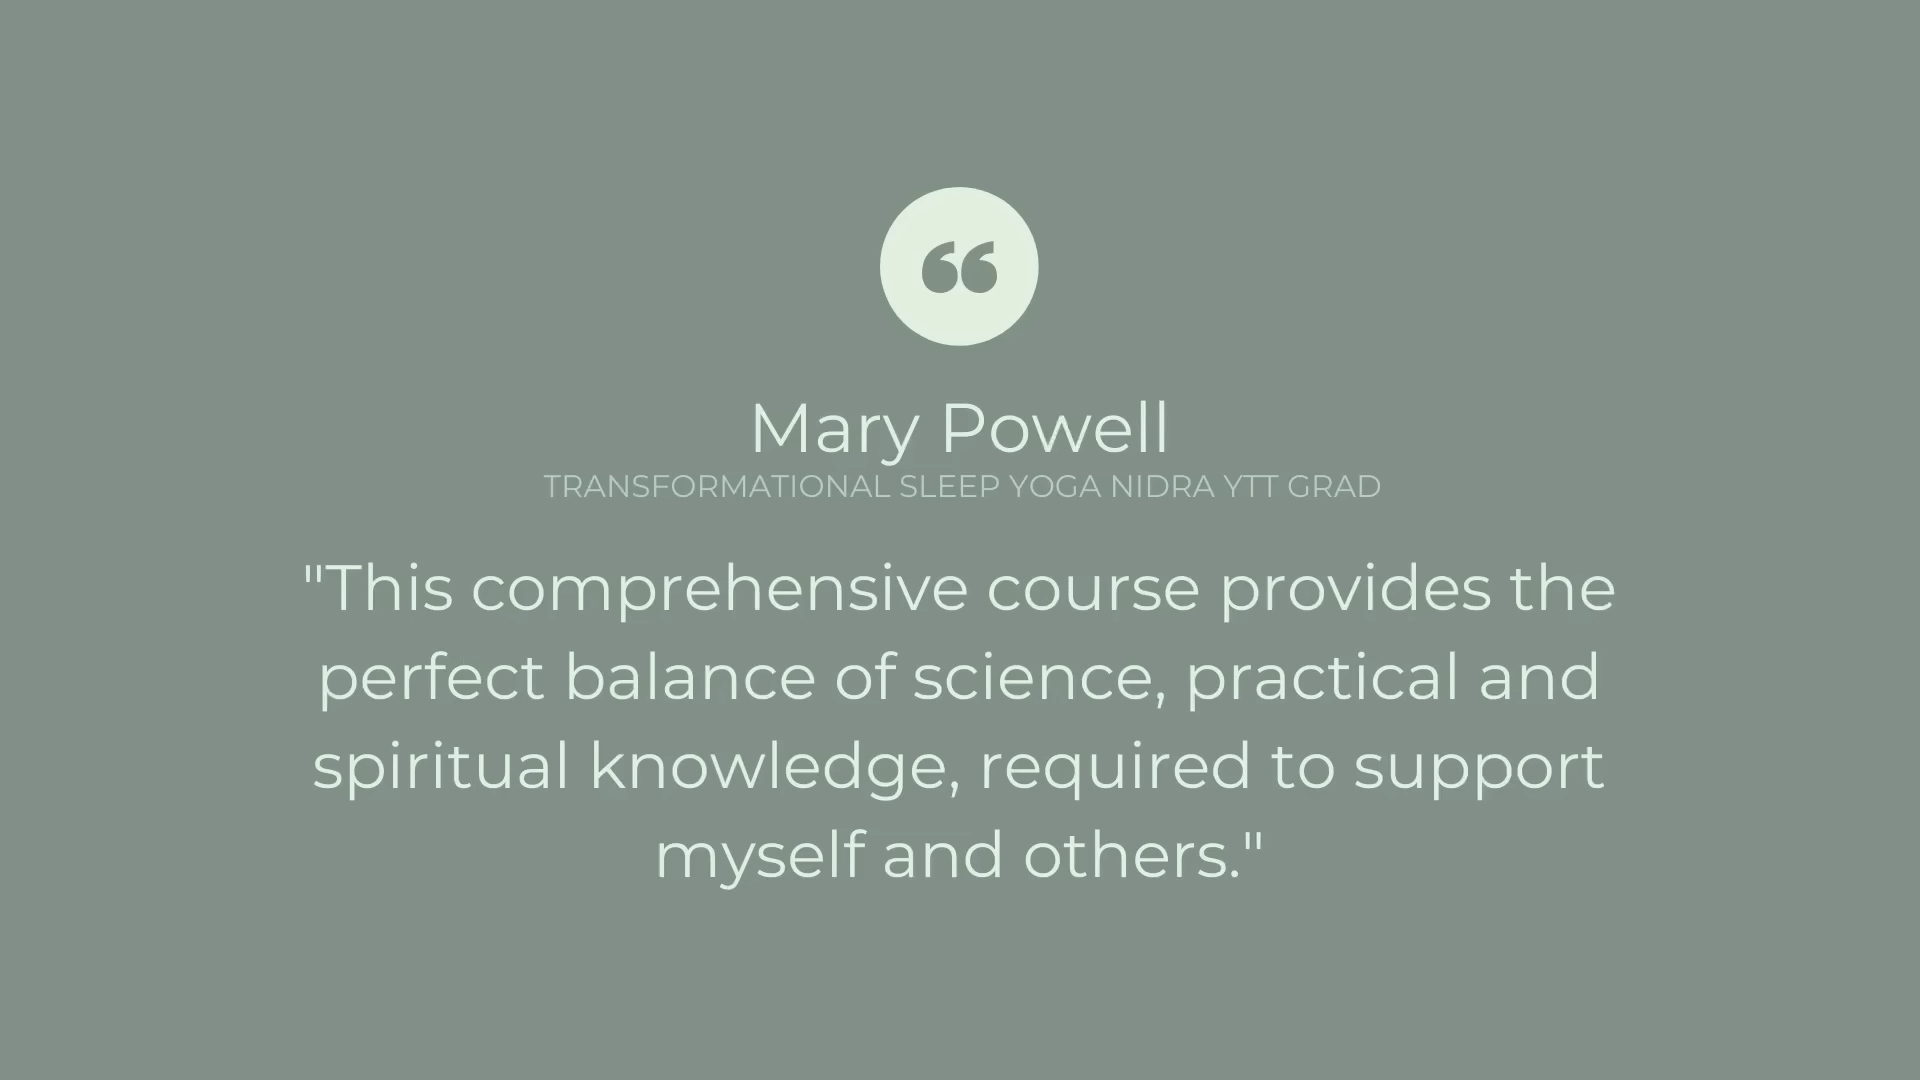 Mary Powell
TRANSFORMATIONAL SLEEP YOGA NIDRA YTT GRAD
"This comprehensive course provides the
perfect balance of science, practical and
spiritual knowledge, required to support
myself and others."